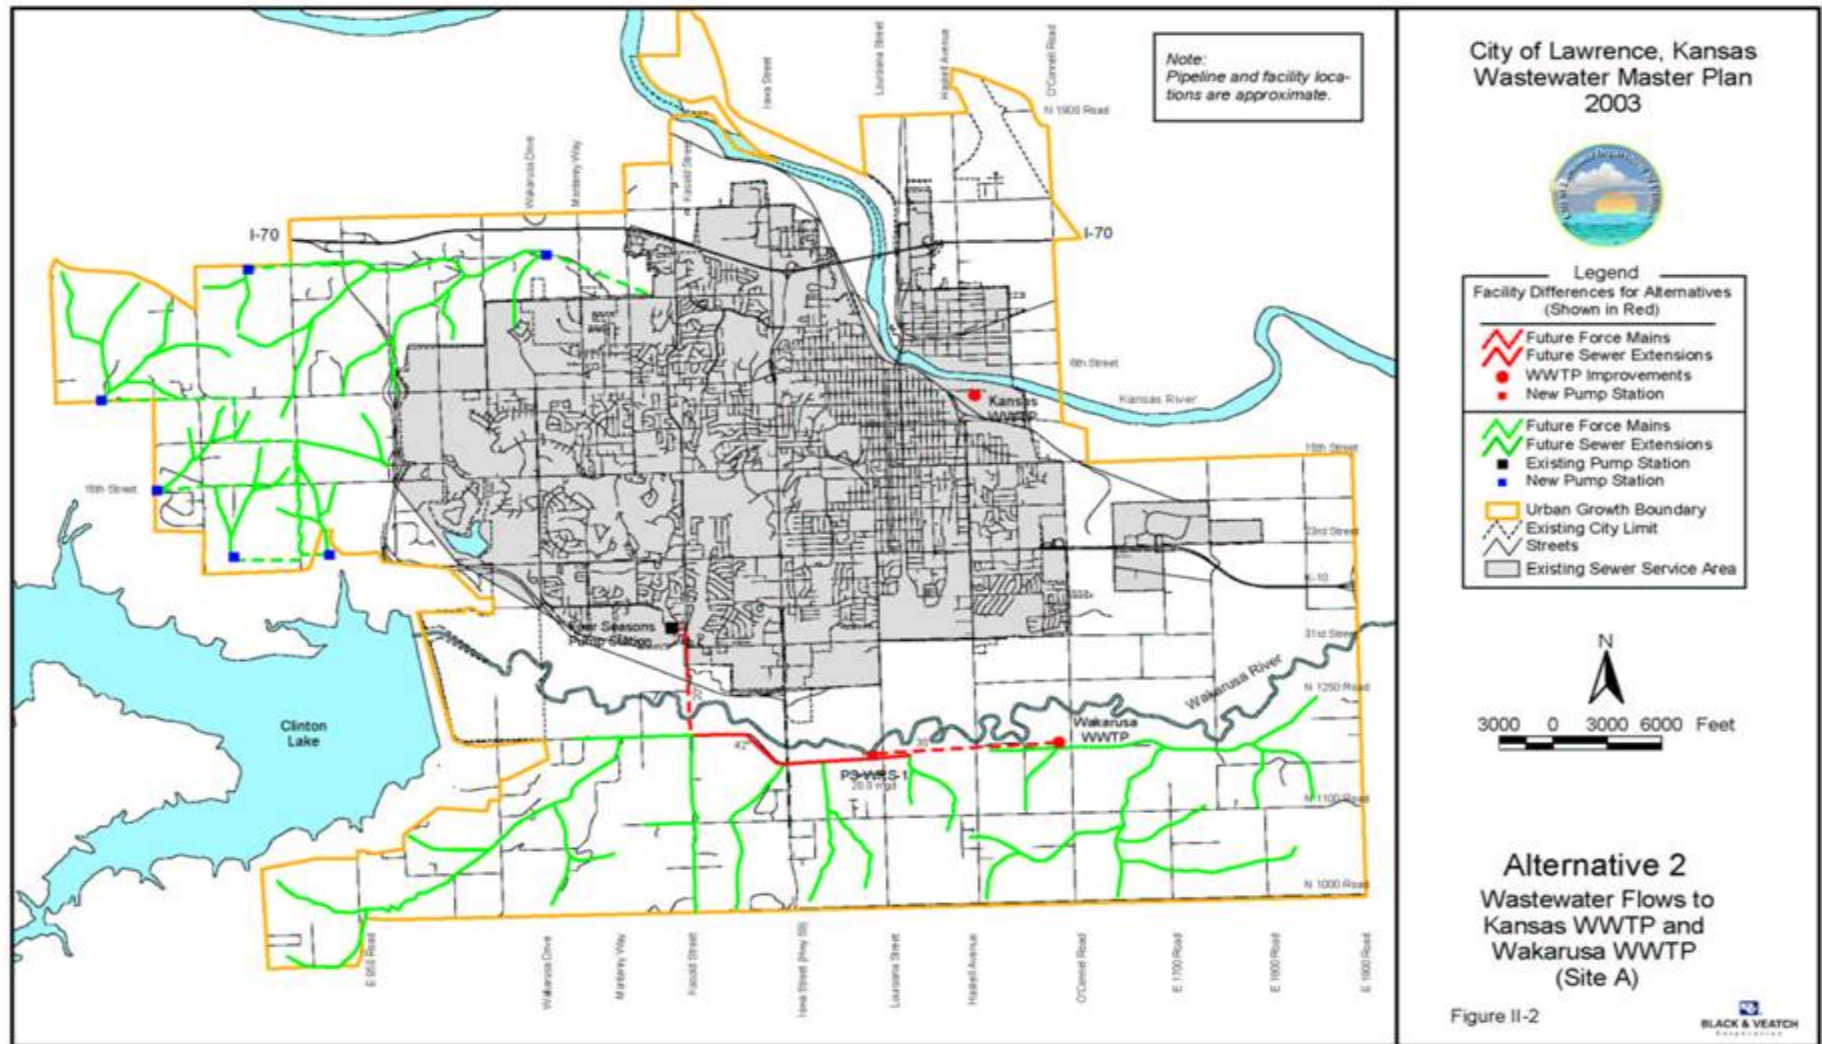 Note:
Pipeline and facility loca-
tions are approximate.
Iowa Street
Louisiana Street
Haskell Avenue
O'Connell Road
N 1900 Road
Wakarusa Drive
Monterey Way
Kasold Street
I-70
I-70
6th Street
Kansas River
Kansas
WWTP
15th Street
15th Street
23rd Street
K-10
31st Street
Four Seasons
Pump Station
Wakarusa River
N 1250 Road
Clinton
Lake
Wakarusa
WWTP
42"
PS-WRS-1
N 1100 Road
N 1000 Road
E 950 Road
Wakarusa Drive
Monterey Way
Kasold Street
Iowa Street (Hwy 59)
Louisiana Street
Haskell Avenue
O'Connel Road
E 1700 Road
E 1800 Road
E 1900 Road
City of Lawrence, Kansas
Wastewater Master Plan
2003
Legend
Facility Differences for Alternatives
(Shown in Red)
Future Force Mains
Future Sewer Extensions
WWTP Improvements
New Pump Station
Future Force Mains
Future Sewer Extensions
Existing Pump Station
New Pump Station
Urban Growth Boundary
Existing City Limit
Streets
Existing Sewer Service Area
N
3000 0 3000 6000 Feet
Alternative 2
Wastewater Flows to
Kansas WWTP and
Wakarusa WWTP
(Site A)
Figure II-2
BLACK & VEATCH
Corporation